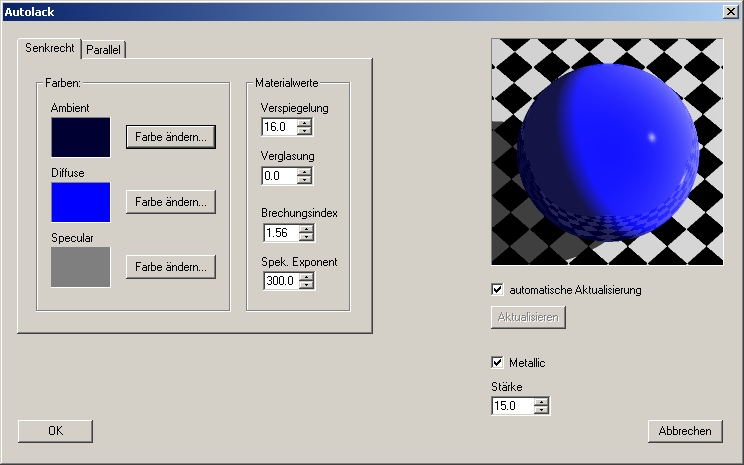 Autolack
Senkrecht
Parallel
Farben:
Ambient
Farbe ändern...
Diffuse
Farbe ändern...
Specular
Farbe ändern...
Materialwerte
Verspiegelung
16.0
Verglasung
0.0
Brechungsindex
1.56
Spek. Exponent
300.0
automatische Aktualisierung
Aktualisieren
Metallic
Stärke
15.0
OK
Abbrechen